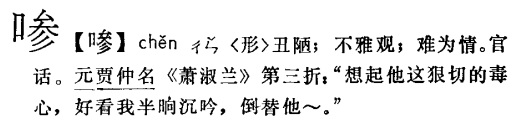 嘇【嘇】chěn ㄔㄣˇ〈形〉丑陋；不雅观；难为情。官
话。元贾仲名《萧淑兰》第三折：“想起他这狠切的毒
心，好看我半晌沉吟，倒替他～。”